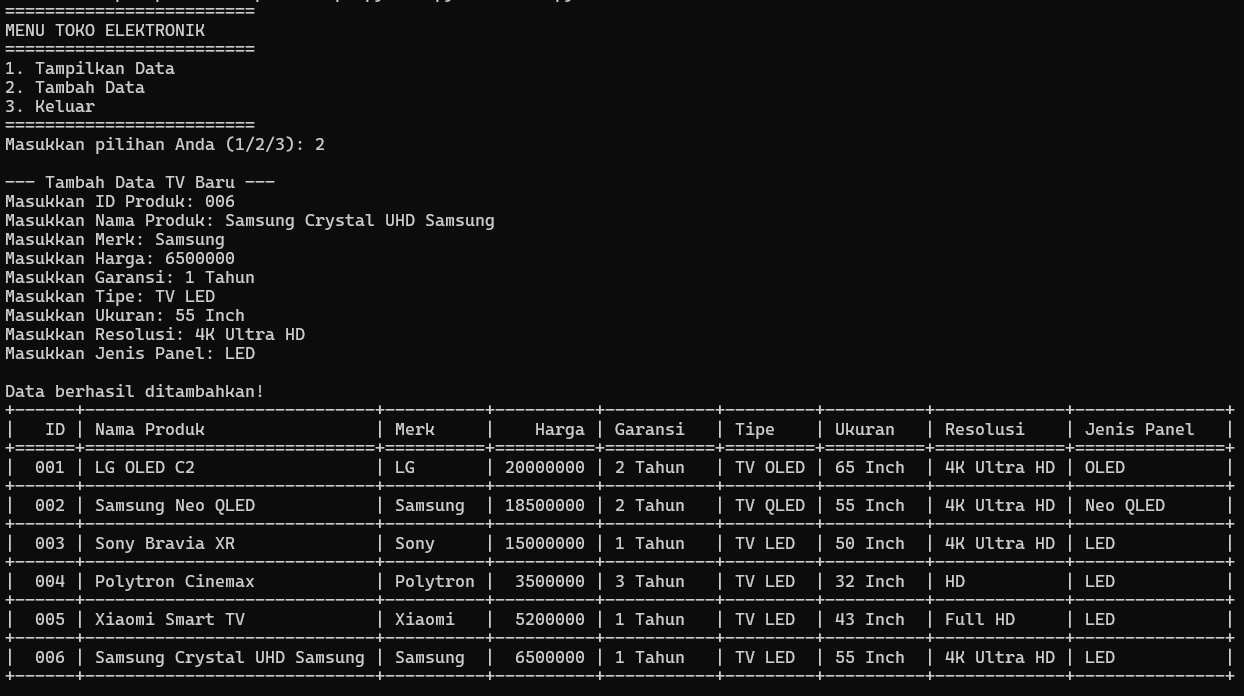 =========================
MENU TOKO ELEKTRONIK
=========================
1. Tampilkan Data
2. Tambah Data
3. Keluar
=========================
Masukkan pilihan Anda (1/2/3): 2
--- Tambah Data TV Baru ---
Masukkan ID Produk: 006
Masukkan Nama Produk: Samsung Crystal UHD Samsung
Masukkan Merk: Samsung
Masukkan Harga: 6500000
Masukkan Garansi: 1 Tahun
Masukkan Tipe: TV LED
Masukkan Ukuran: 55 Inch
Masukkan Resolusi: 4K Ultra HD
Masukkan Jenis Panel: LED
Data berhasil ditambahkan!
+------+-----------------------------+----------+----------+-----------+---------+----------+-------------+---------------+
|   ID | Nama Produk                 | Merk     |    Harga | Garansi   | Tipe    | Ukuran   | Resolusi    | Jenis Panel   |
+======+=============================+==========+==========+===========+=========+==========+=============+===============+
|  001 | LG OLED C2                  | LG       | 20000000 | 2 Tahun   | TV OLED | 65 Inch  | 4K Ultra HD | OLED          |
+------+-----------------------------+----------+----------+-----------+---------+----------+-------------+---------------+
|  002 | Samsung Neo QLED            | Samsung  | 18500000 | 2 Tahun   | TV QLED | 55 Inch  | 4K Ultra HD | Neo QLED      |
+------+-----------------------------+----------+----------+-----------+---------+----------+-------------+---------------+
|  003 | Sony Bravia XR              | Sony     | 15000000 | 1 Tahun   | TV LED  | 50 Inch  | 4K Ultra HD | LED           |
+------+-----------------------------+----------+----------+-----------+---------+----------+-------------+---------------+
|  004 | Polytron Cinemax            | Polytron |  3500000 | 3 Tahun   | TV LED  | 32 Inch  | HD          | LED           |
+------+-----------------------------+----------+----------+-----------+---------+----------+-------------+---------------+
|  005 | Xiaomi Smart TV             | Xiaomi   |  5200000 | 1 Tahun   | TV LED  | 43 Inch  | Full HD     | LED           |
+------+-----------------------------+----------+----------+-----------+---------+----------+-------------+---------------+
|  006 | Samsung Crystal UHD Samsung | Samsung  |  6500000 | 1 Tahun   | TV LED  | 55 Inch  | 4K Ultra HD | LED           |
+------+-----------------------------+----------+----------+-----------+---------+----------+-------------+---------------+